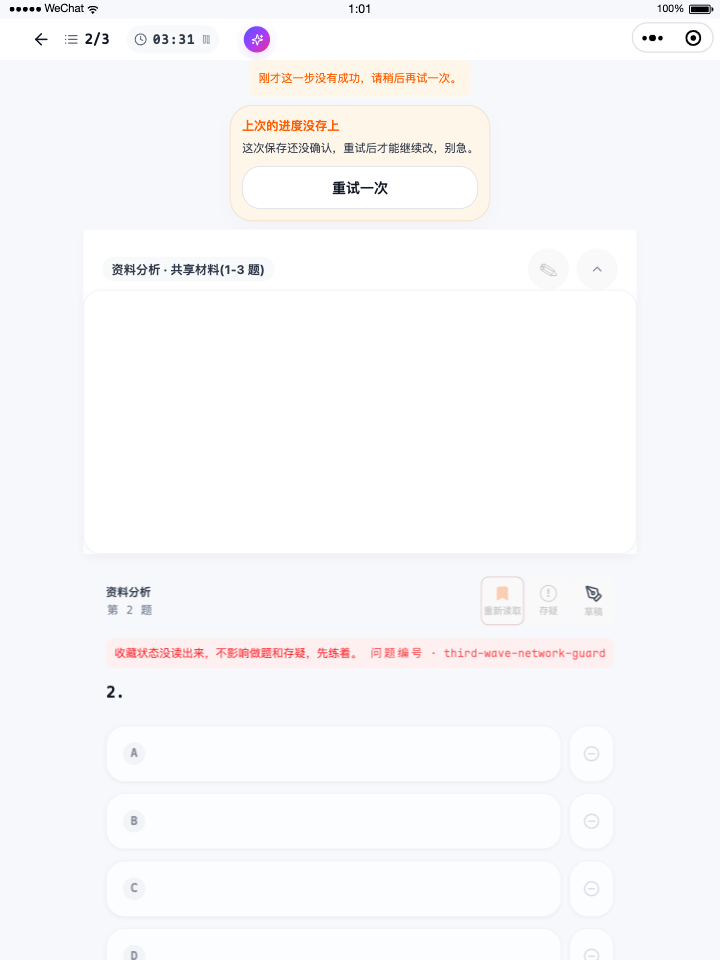 WeChat 1:01 100%
2/3 03:31
刚才这一步没有成功，请稍后再试一次。
上次的进度没存上
这次保存还没确认，重试后才能继续改，别急。
重试一次
资料分析 · 共享材料(1-3 题)
资料分析
第 2 题
重新读取 存疑 草稿
收藏状态没读出来，不影响做题和存疑，先练着。 问题编号 · third-wave-network-guard
2.
A
B
C
D